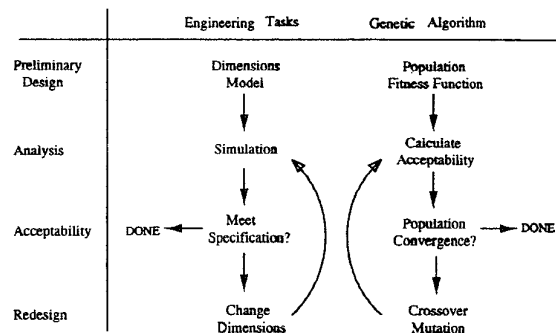 Engineering Tasks Genetic Algorithm
Preliminary Dimensions Population
Design Model Fitness Function
Analysis Simulation Calculate
Acceptability
Acceptability DONE Meet Population DONE
Specification? Convergence?
Redesign Change Crossover
Dimensions Mutation